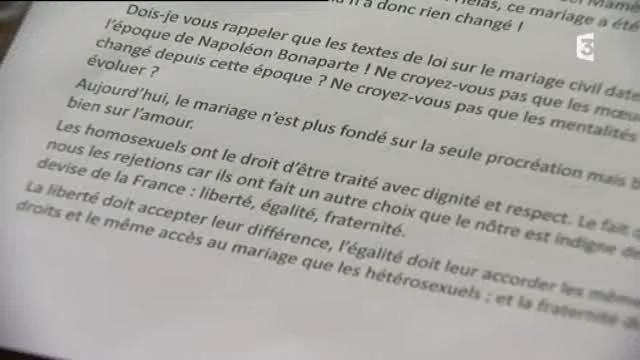 donc rien changé !
Hélas, ce mariage a été
3
Dois-je vous rappeler que les textes de loi sur le mariage civil date
l'époque de Napoléon Bonaparte ! Ne croyez-vous pas que les mœu
changé depuis cette époque ? Ne croyez-vous pas que les mentalités
évoluer ?
Aujourd'hui, le mariage n'est plus fondé sur la seule procréation mais b
bien sur l'amour.
Les homosexuels ont le droit d'être traité avec dignité et respect. Le fait
nous les rejetions car ils ont fait un autre choix que le nôtre est indigne de
devise de la France : liberté, égalité, fraternité.
La liberté doit accepter leur différence, l'égalité doit leur accorder les même
droits et le même accès au mariage que les hétérosexuels ; et la fraternité